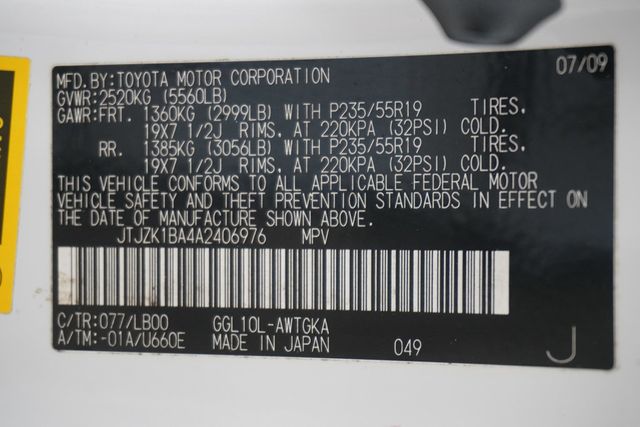 07/09
MFD.BY:TOYOTA MOTOR CORPORATION
GVWR:2520KG (5560LB)
GAWR:FRT. 1360KG (2999LB) WITH P235/55R19 TIRES,
19X7 1/2J RIMS, AT 220KPA (32PSI) COLD.
RR. 1385KG (3056LB) WITH P235/55R19 TIRES,
19X7 1/2J RIMS, AT 220KPA (32PSI) COLD.
THIS VEHICLE CONFORMS TO ALL APPLICABLE FEDERAL MOTOR
VEHICLE SAFETY AND THEFT PREVENTION STANDARDS IN EFFECT ON
THE DATE OF MANUFACTURE SHOWN ABOVE.
JTJZK1BA4A2406976 MPV
C/TR:077/LB00 GGL10L-AWTGKA
A/TM:-01A/U660E MADE IN JAPAN 049 J